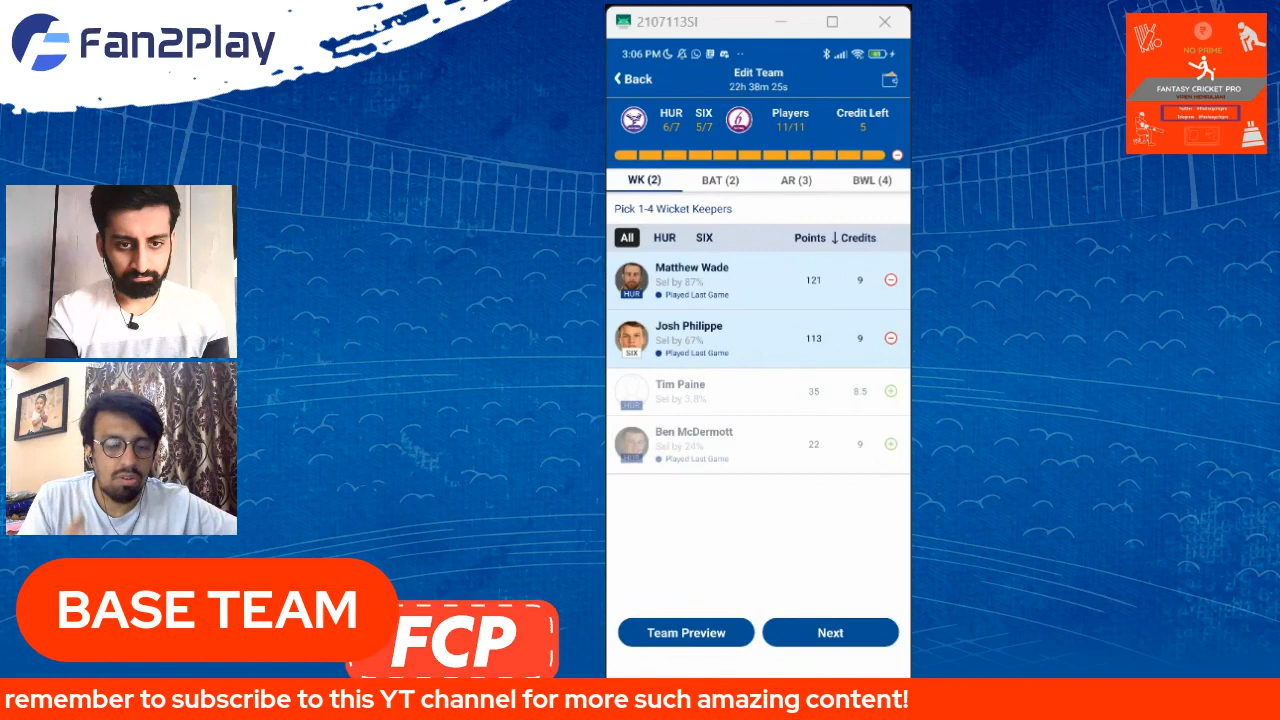 Fan2Play
2107113SI
3:06 PM
Back
Edit Team
22h 38m 25s
HUR SIX Players Credit Left
6/7 5/7 11/11 5
WK (2) BAT (2) AR (3) BWL (4)
Pick 1-4 Wicket Keepers
All HUR SIX Points ↓ Credits
Matthew Wade
Sel by 87%
Played Last Game
HUR
121 9
Josh Philippe
Sel by 67%
Played Last Game
SIX
113 9
Tim Paine
Sel by 3.8%
HUR
35 8.5
Ben McDermott
Sel by 24%
Played Last Game
HUR
22 9
Team Preview Next
NO PRIME
FANTASY CRICKET PRO
BASE TEAM
FCP
remember to subscribe to this YT channel for more such amazing content!